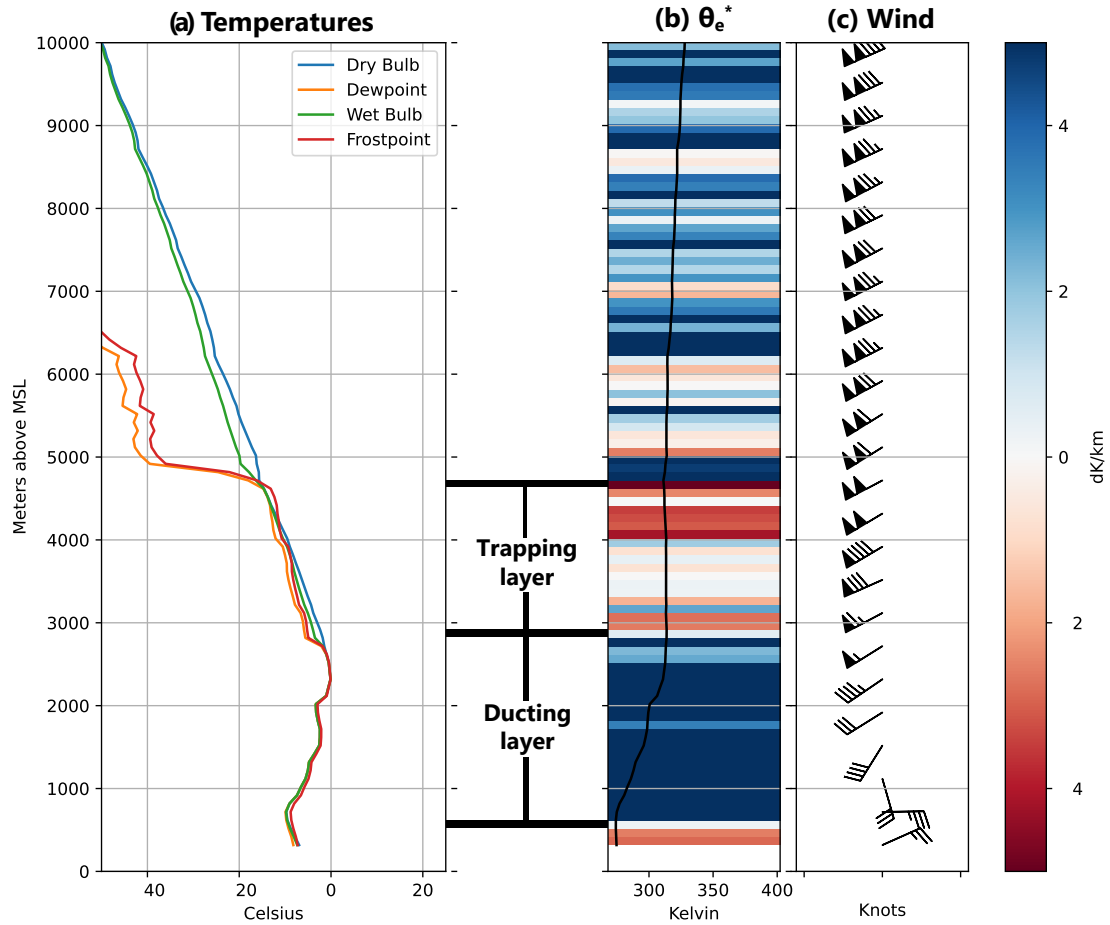 (a) Temperatures
(b) θe*
(c) Wind
10000
9000
8000
7000
6000
5000
4000
3000
2000
1000
0
Meters above MSL
Dry Bulb
Dewpoint
Wet Bulb
Frostpoint
40
20
0
20
Celsius
Trapping
layer
Ducting
layer
300
350
400
Kelvin
Knots
4
2
0
2
4
dK/km